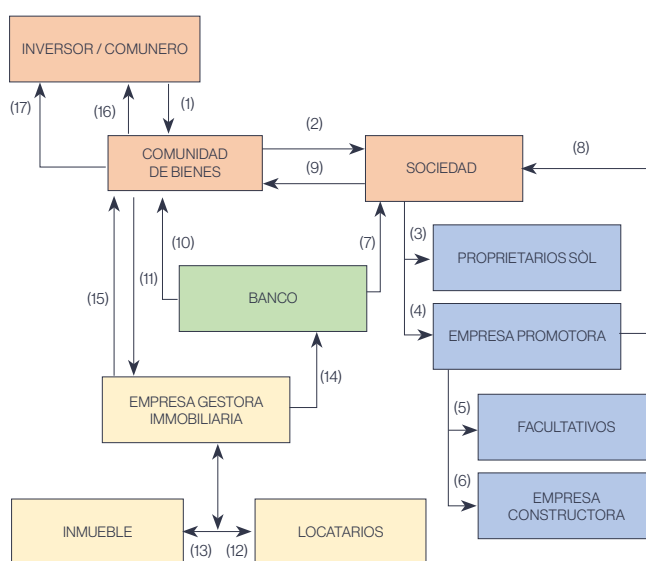 INVERSOR / COMUNERO
(17)
(16)
(1)
(2)
(8)
COMUNIDAD
DE BIENES
(9)
SOCIEDAD
(10)
(7)
(3)
PROPRIETARIOS SÒL
(15)
(11)
BANCO
(4)
EMPRESA PROMOTORA
(14)
EMPRESA GESTORA
IMMOBILIARIA
(5)
FACULTATIVOS
(6)
EMPRESA
CONSTRUCTORA
INMUEBLE
(13)
(12)
LOCATARIOS